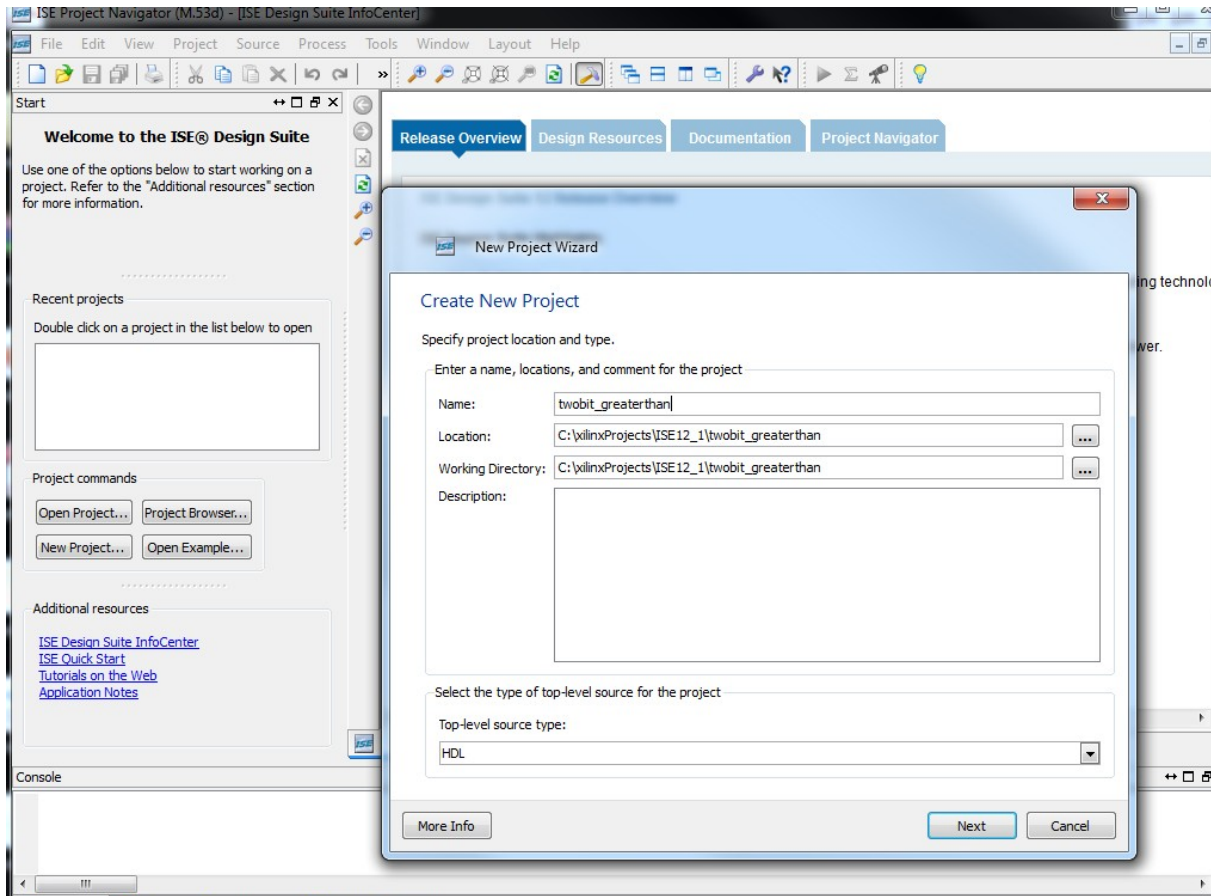 ISE Project Navigator (M.53d) - [ISE Design Suite InfoCenter]
File Edit View Project Source Process Tools Window Layout Help
Start
Welcome to the ISE® Design Suite
Use one of the options below to start working on a
project. Refer to the "Additional resources" section
for more information.
Recent projects
Double click on a project in the list below to open
Project commands
Open Project... Project Browser...
New Project... Open Example...
Additional resources
ISE Design Suite InfoCenter
ISE Quick Start
Tutorials on the Web
Application Notes
Release Overview Design Resources Documentation Project Navigator
ing technolo
wer.
New Project Wizard
Create New Project
Specify project location and type.
Enter a name, locations, and comment for the project
Name: twobit_greaterthan
Location: C:\xilinxProjects\ISE12_1\twobit_greaterthan ...
Working Directory: C:\xilinxProjects\ISE12_1\twobit_greaterthan ...
Description:
Select the type of top-level source for the project
Top-level source type:
HDL
More Info Next Cancel
Console